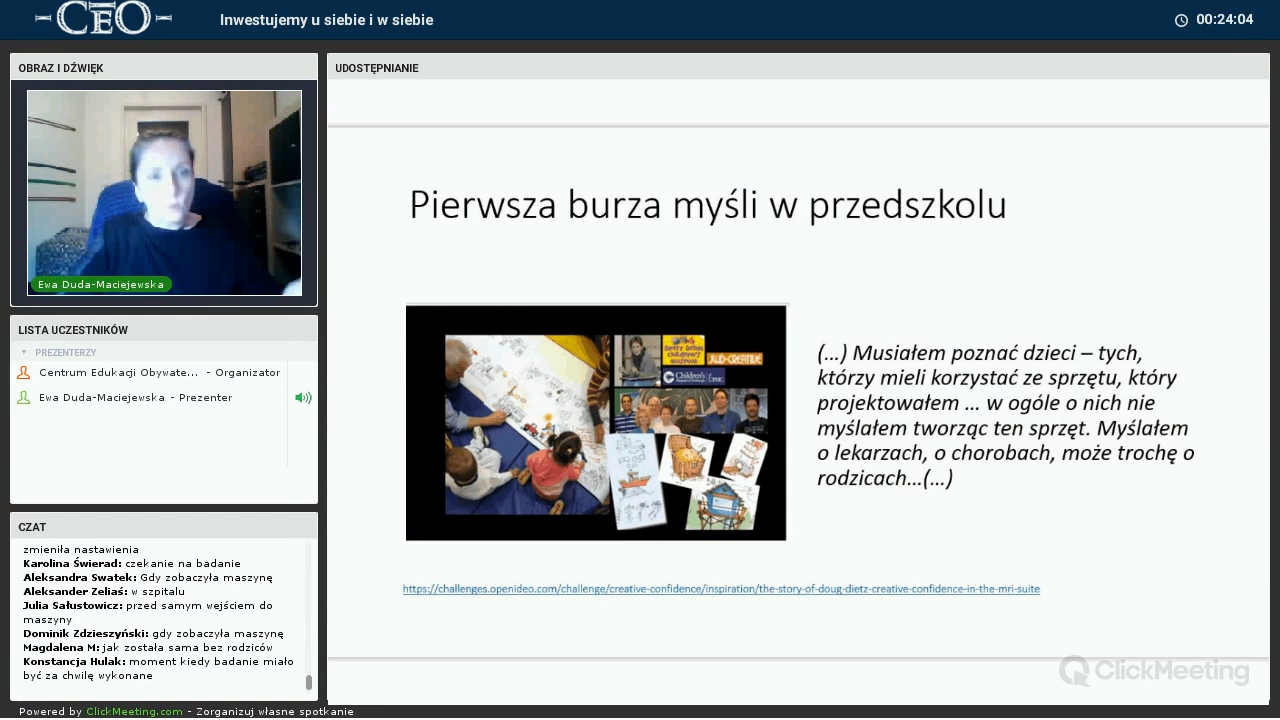 CEO
Inwestujemy u siebie i w siebie
00:24:04
OBRAZ I DŹWIĘK
Ewa Duda-Maciejewska
LISTA UCZESTNIKÓW
PREZENTERZY
Centrum Edukacji Obywate... - Organizator
Ewa Duda-Maciejewska - Prezenter
CZAT
zmieniła nastawienia
Karolina Świerad: czekanie na badanie
Aleksandra Swatek: Gdy zobaczyła maszynę
Aleksander Zeliaś: w szpitalu
Julia Sałustowicz: przed samym wejściem do
maszyny
Dominik Zdzieszyński: gdy zobaczyła maszynę
Magdalena M: jak została sama bez rodziców
Konstancja Hulak: moment kiedy badanie miało
być za chwilę wykonane
Powered by ClickMeeting.com - Zorganizuj własne spotkanie
UDOSTĘPNIANIE
Pierwsza burza myśli w przedszkolu
Children's
(…) Musiałem poznać dzieci – tych,
którzy mieli korzystać ze sprzętu, który
projektowałem … w ogóle o nich nie
myślałem tworząc ten sprzęt. Myślałem
o lekarzach, o chorobach, może trochę o
rodzicach…(…)
https://challenges.openideo.com/challenge/creative-confidence/inspiration/the-story-of-doug-dietz-creative-confidence-in-the-mri-suite
ClickMeeting